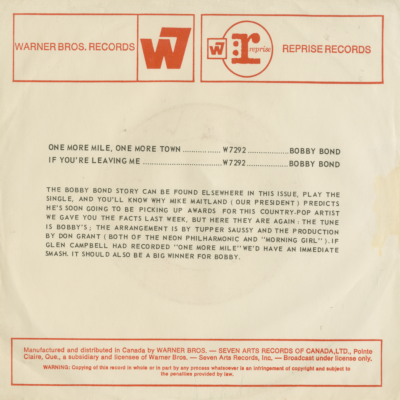 WARNER BROS. RECORDS W7 W7 r reprise REPRISE RECORDS
ONE MORE MILE, ONE MORE TOWN ............... W7292 .................... BOBBY BOND
IF YOU'RE LEAVING ME ............................... W7292 .................... BOBBY BOND
THE BOBBY BOND STORY CAN BE FOUND ELSEWHERE IN THIS ISSUE, PLAY THE
SINGLE, AND YOU'LL KNOW WHY MIKE MAITLAND ( OUR PRESIDENT ) PREDICTS
HE'S SOON GOING TO BE PICKING UP AWARDS FOR THIS COUNTRY-POP ARTIST
WE GAVE YOU THE FACTS LAST WEEK, BUT HERE THEY ARE AGAIN : THE TUNE
IS BOBBY'S ; THE ARRANGEMENT IS BY TUPPER SAUSSY AND THE PRODUCTION
BY DON GRANT ( BOTH OF THE NEON PHILHARMONIC AND "MORNING GIRL" ). IF
GLEN CAMPBELL HAD RECORDED "ONE MORE MILE" WE'D HAVE AN IMMEDIATE
SMASH. IT SHOULD ALSO BE A BIG WINNER FOR BOBBY.
Manufactured and distributed in Canada by WARNER BROS. — SEVEN ARTS RECORDS OF CANADA, LTD., Pointe
Claire, Que., a subsidiary and licensee of Warner Bros. — Seven Arts Records, Inc. — Broadcast under license only.
WARNING: Copying of this record in whole or in part by any process whatsoever is an infringement of copyright and subject to
the penalties provided by law.